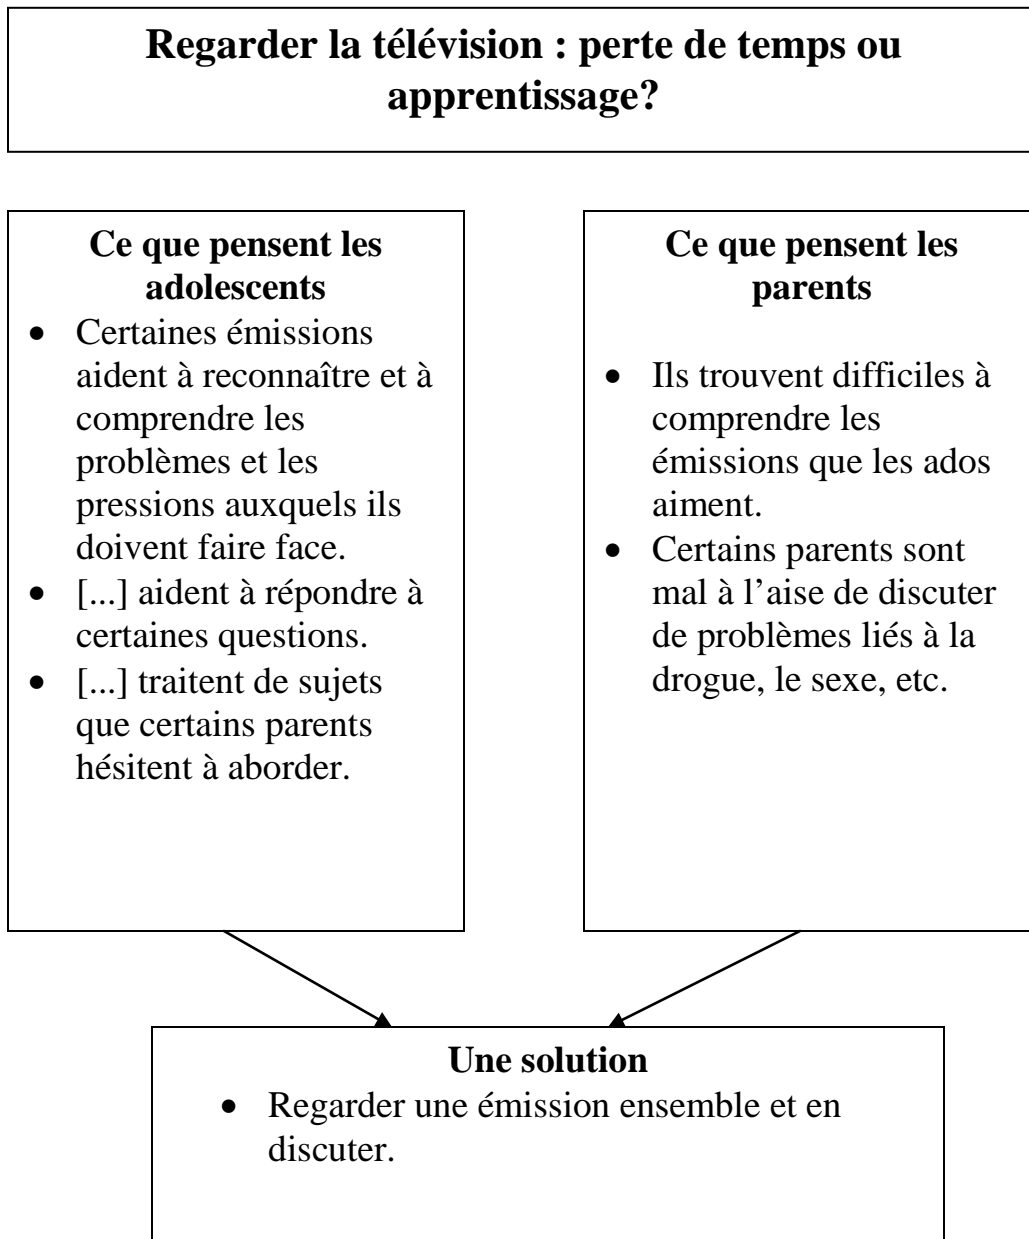 Regarder la télévision : perte de temps ou
apprentissage?
Ce que pensent les
adolescents
• Certaines émissions
aident à reconnaître et à
comprendre les
problèmes et les
pressions auxquels ils
doivent faire face.
• [...] aident à répondre à
certaines questions.
• [...] traitent de sujets
que certains parents
hésitent à aborder.
Ce que pensent les
parents
• Ils trouvent difficiles à
comprendre les
émissions que les ados
aiment.
• Certains parents sont
mal à l’aise de discuter
de problèmes liés à la
drogue, le sexe, etc.
Une solution
• Regarder une émission ensemble et en
discuter.